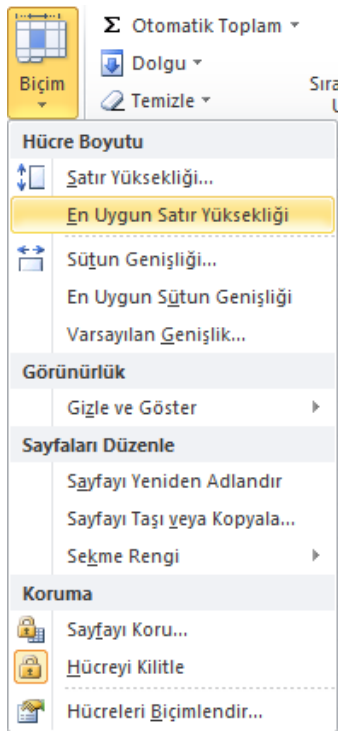 Σ Otomatik Toplam
Dolgu
Biçim
Temizle
Hücre Boyutu
Satır Yüksekliği...
En Uygun Satır Yüksekliği
Sütun Genişliği...
En Uygun Sütun Genişliği
Varsayılan Genişlik...
Görünürlük
Gizle ve Göster
Sayfaları Düzenle
Sayfayı Yeniden Adlandır
Sayfayı Taşı veya Kopyala...
Sekme Rengi
Koruma
Sayfayı Koru...
Hücreyi Kilitle
Hücreleri Biçimlendir...